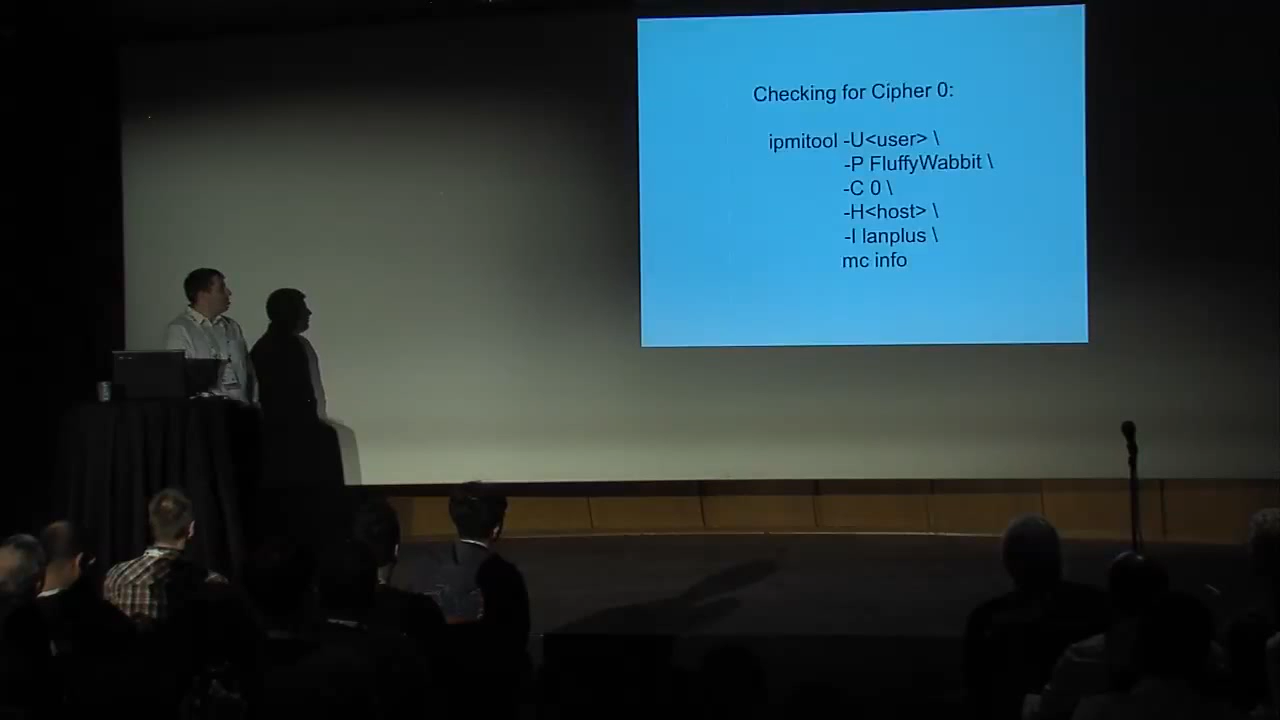 Checking for Cipher 0:
ipmitool -U<user> \
-P FluffyWabbit \
-C 0 \
-H<host> \
-I lanplus \
mc info